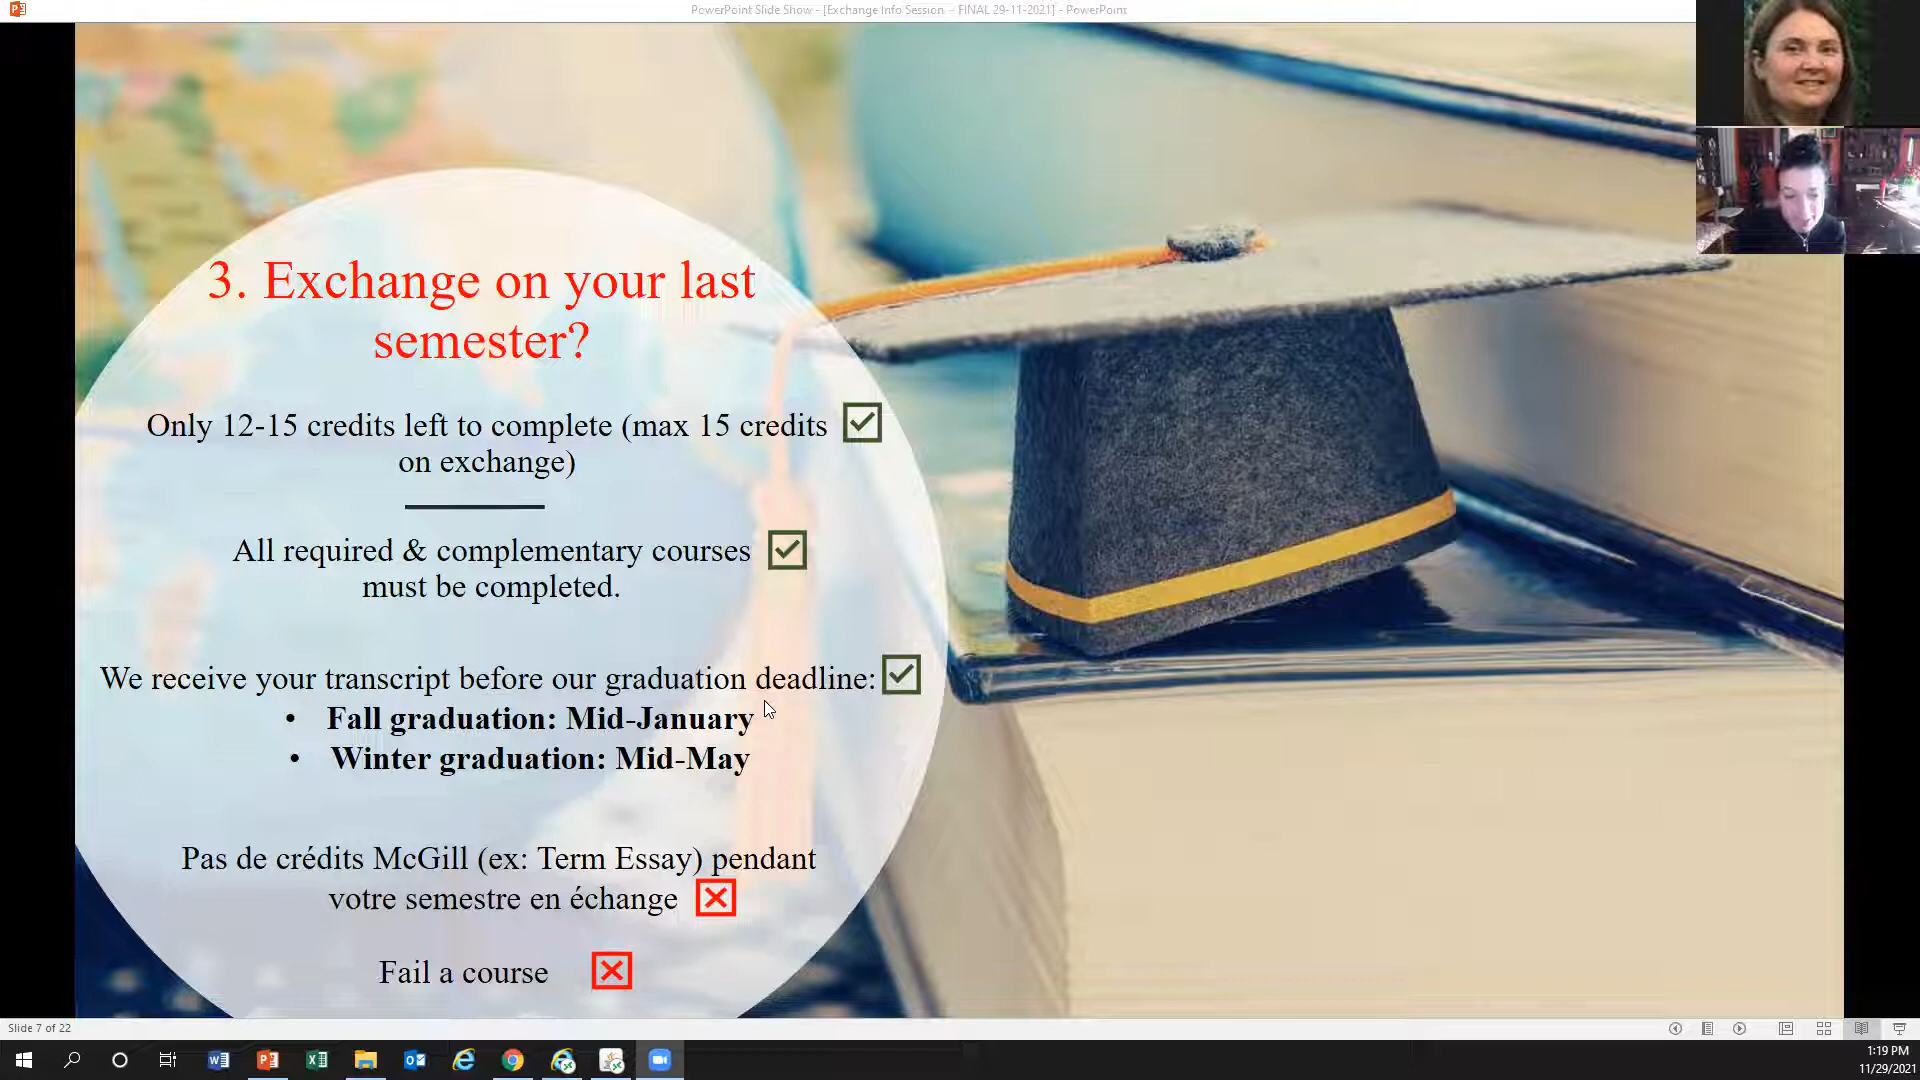 PowerPoint Slide Show - [Exchange Info Session - FINAL 29-11-2021] - PowerPoint
3. Exchange on your last
semester?
Only 12-15 credits left to complete (max 15 credits
on exchange)
All required & complementary courses
must be completed.
We receive your transcript before our graduation deadline:
• Fall graduation: Mid-January
• Winter graduation: Mid-May
Pas de crédits McGill (ex: Term Essay) pendant
votre semestre en échange
Fail a course
Slide 7 of 22
1:19 PM
11/29/2021